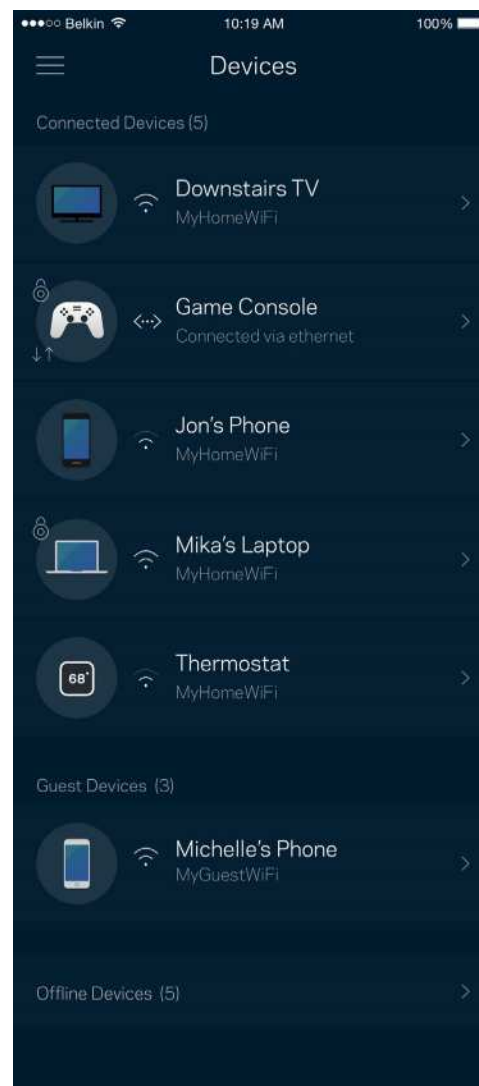 Belkin 10:19 AM 100%
Devices
Connected Devices (5)
Downstairs TV
MyHomeWiFi
Game Console
Connected via ethernet
Jon's Phone
MyHomeWiFi
Mika's Laptop
MyHomeWiFi
68°
Thermostat
MyHomeWiFi
Guest Devices (3)
Michelle's Phone
MyGuestWiFi
Offline Devices (5)